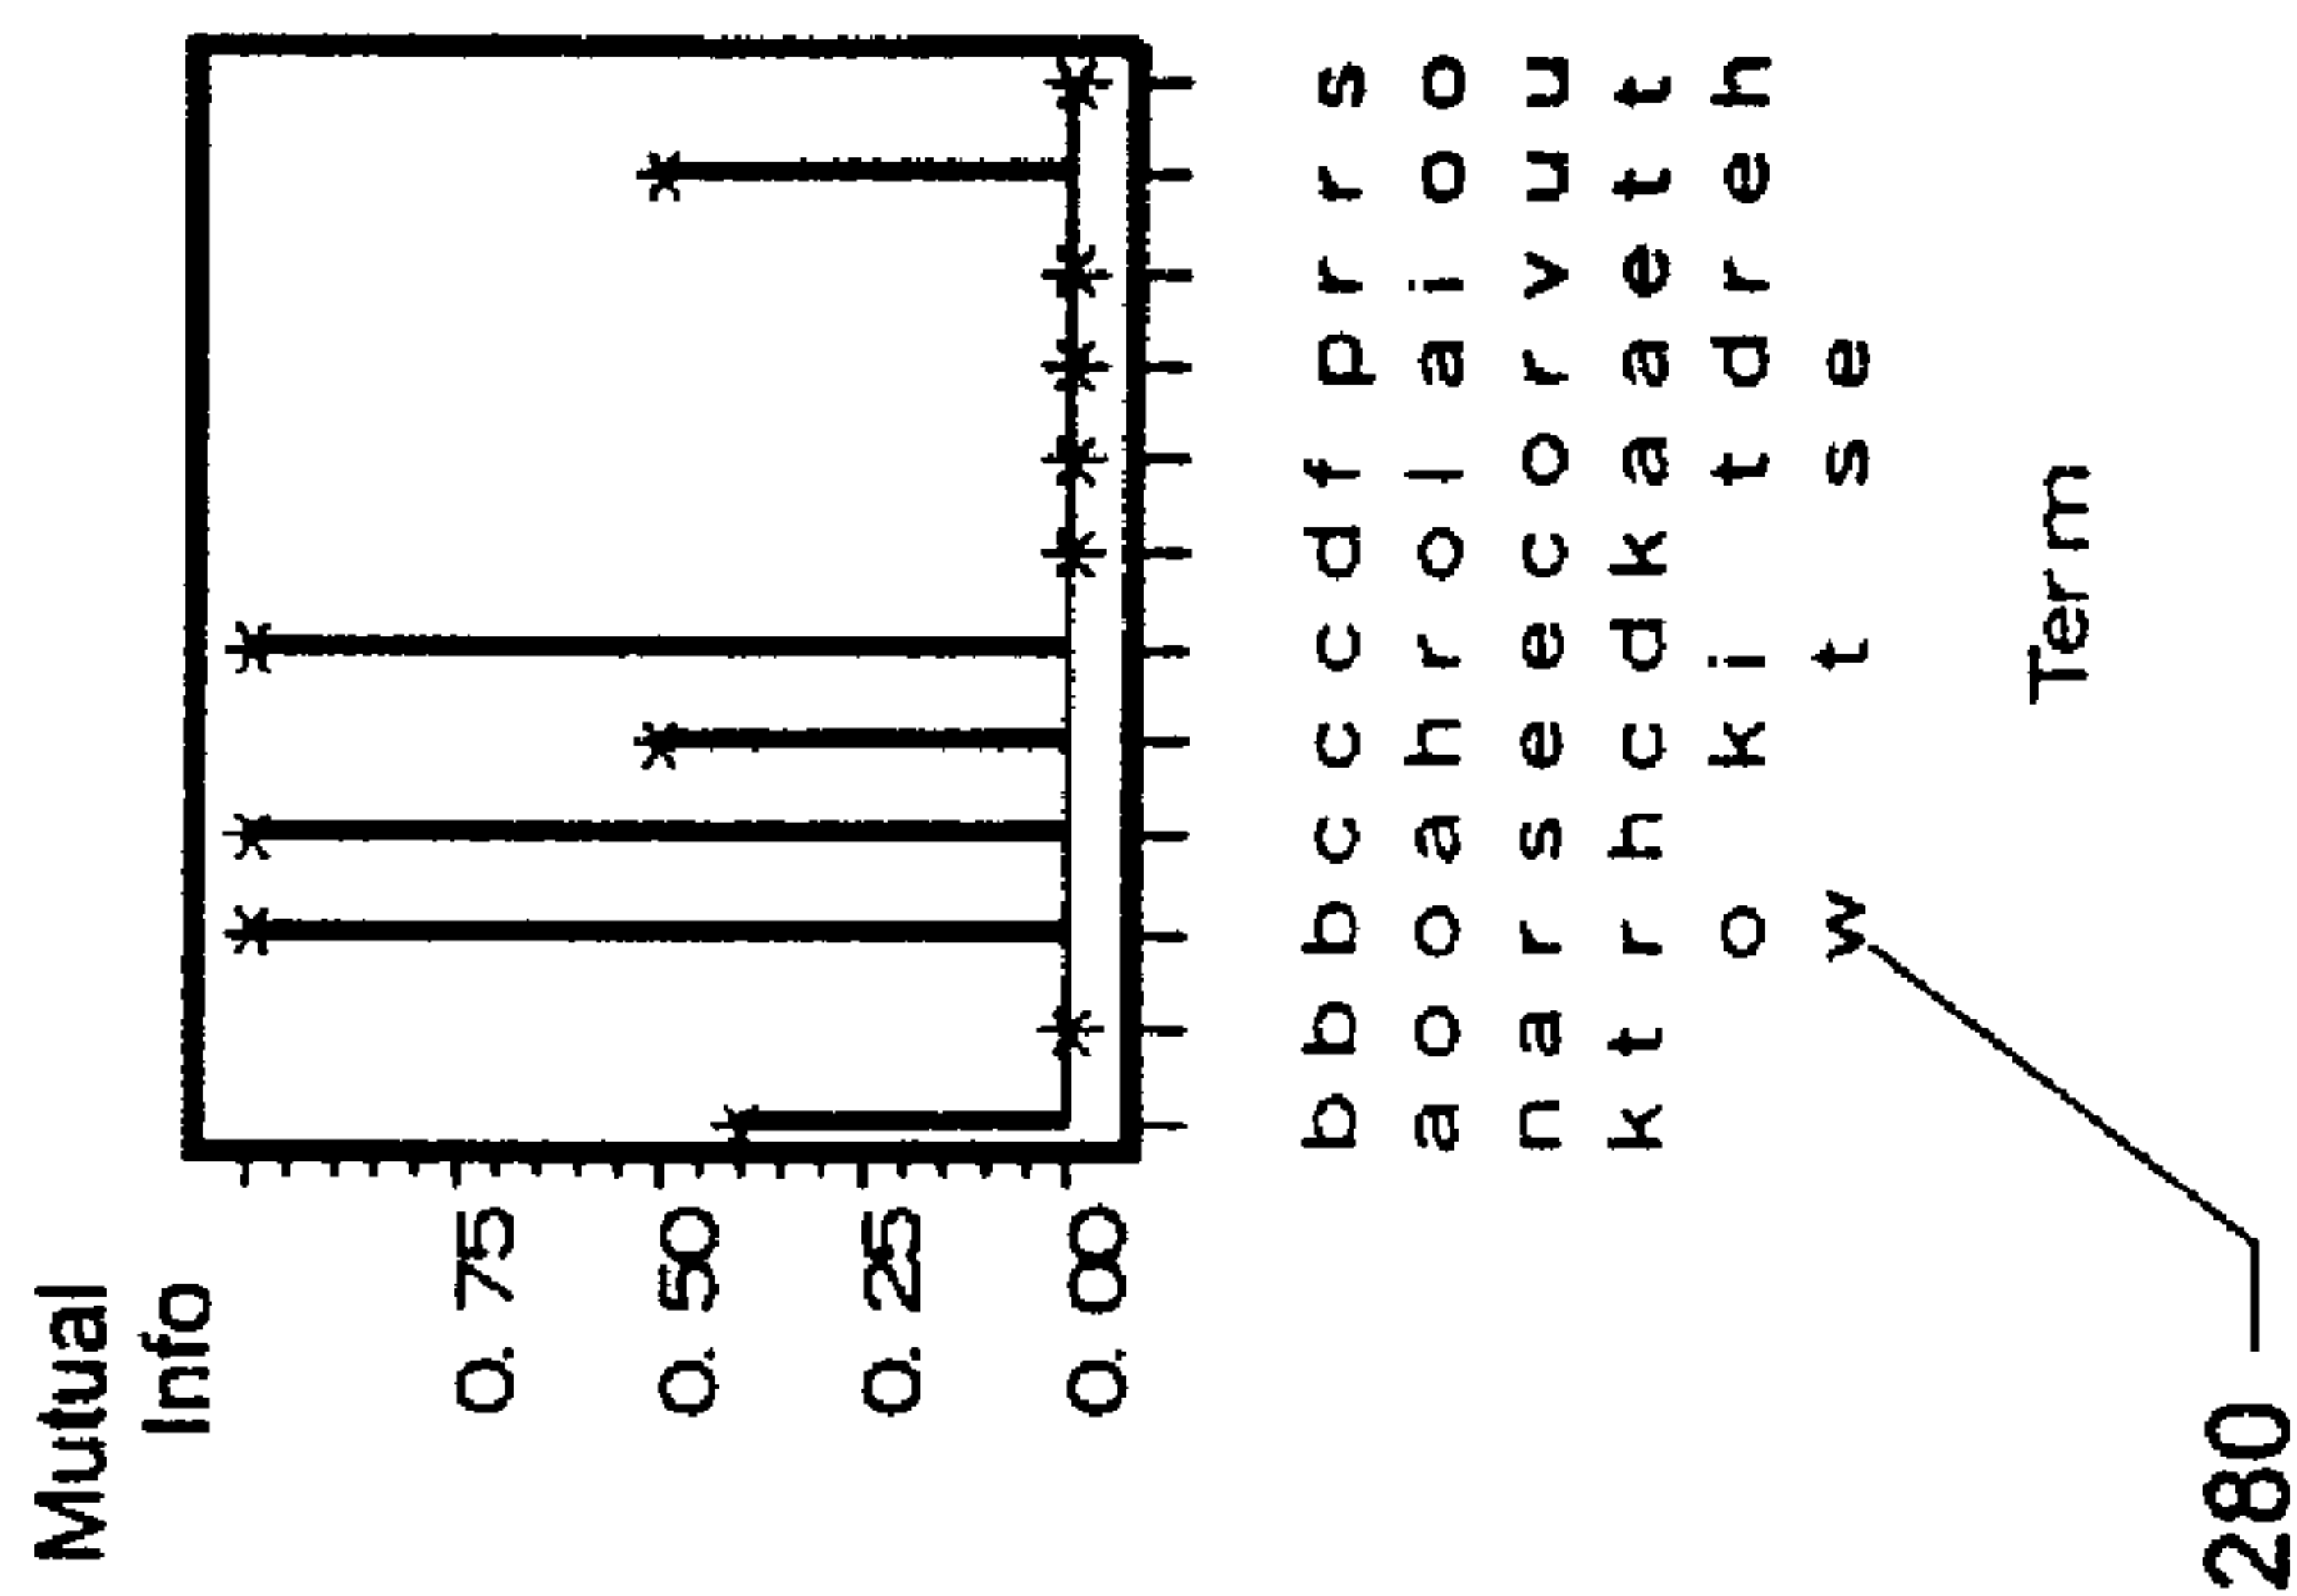 Mutual
Info
0.75
0.50
0.25
0.00
bank
boat
borrow
cash
check
credit
dock
floats
parade
river
route
south
Term
280